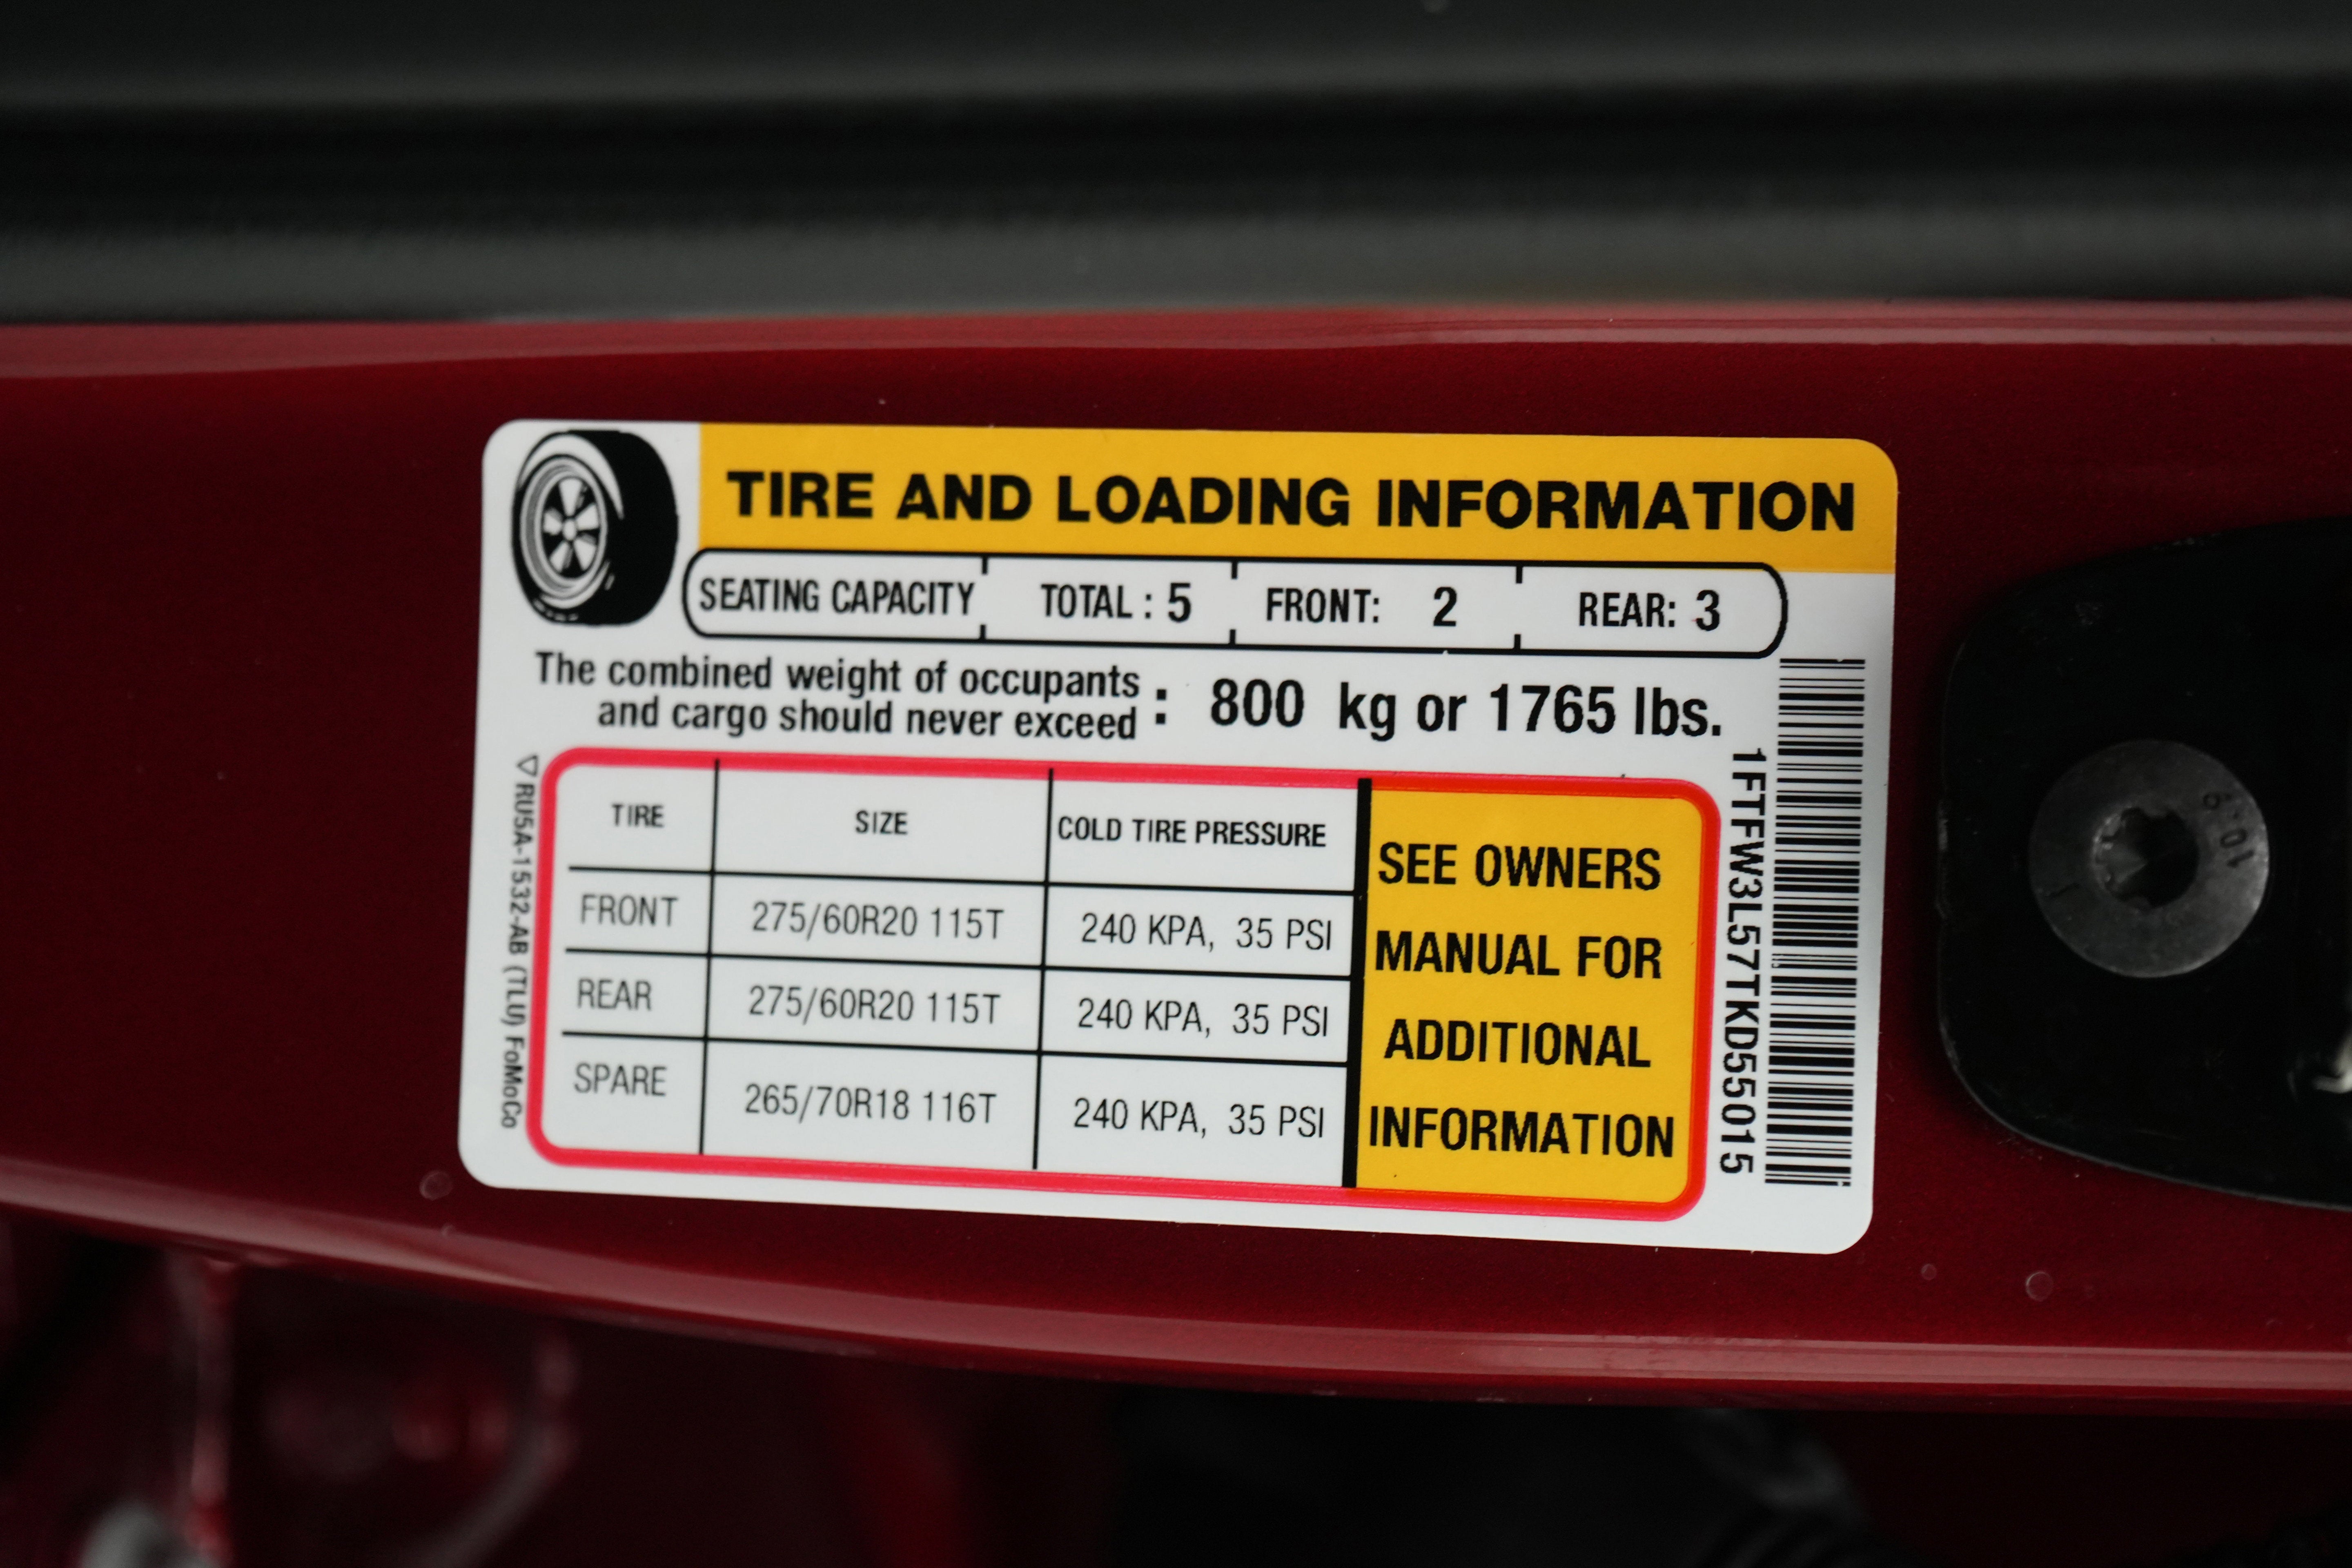 TIRE AND LOADING INFORMATION
SEATING CAPACITY TOTAL : 5 FRONT: 2 REAR: 3
The combined weight of occupants
and cargo should never exceed : 800 kg or 1765 lbs.
TIRE SIZE COLD TIRE PRESSURE
FRONT 275/60R20 115T 240 KPA, 35 PSI
REAR 275/60R20 115T 240 KPA, 35 PSI
SPARE 265/70R18 116T 240 KPA, 35 PSI
SEE OWNERS
MANUAL FOR
ADDITIONAL
INFORMATION
RU5A-1532-AB (TLU) FoMoCo
1FTFW3L57TKD55015
10.9